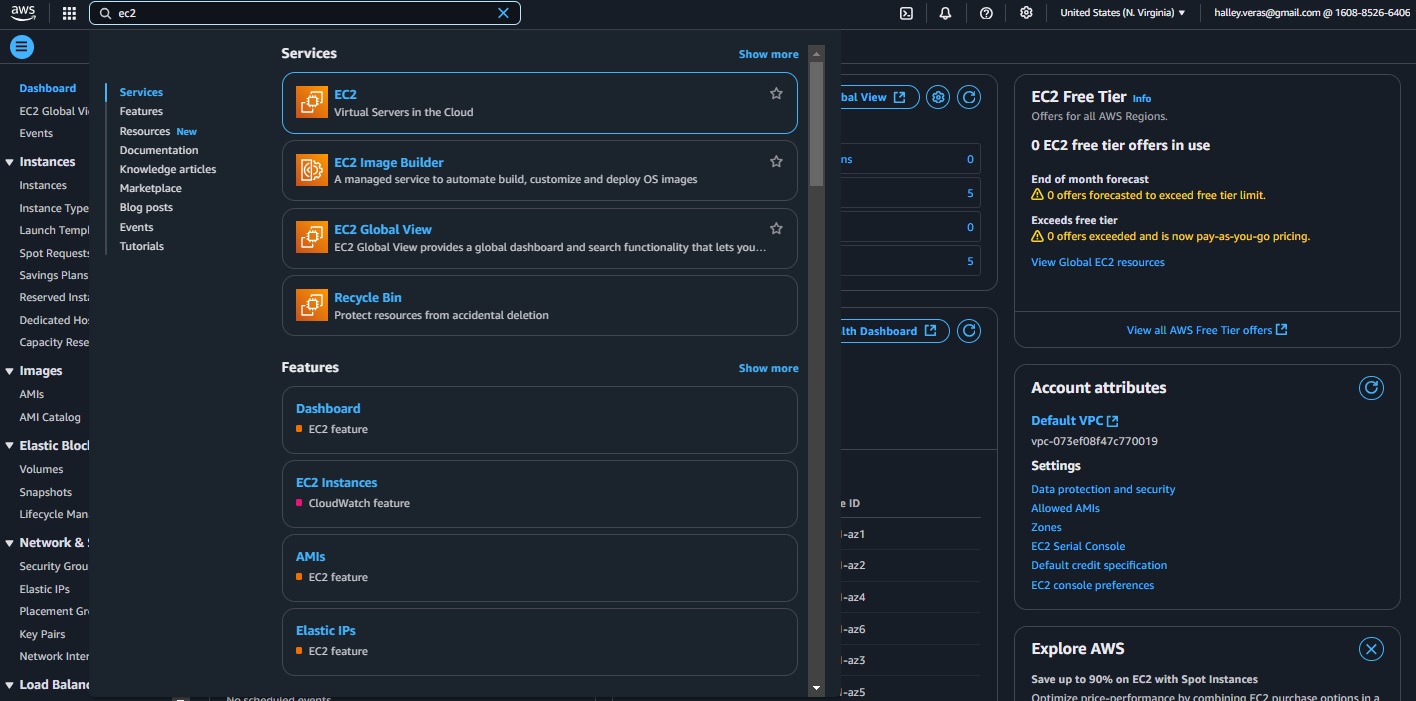 aws
ec2
United States (N. Virginia)
halley.veras@gmail.com @ 1608-8526-6406
Dashboard
EC2 Global Vi
Events
Instances
Instances
Instance Type
Launch Templ
Spot Requests
Savings Plans
Reserved Insta
Dedicated Ho
Capacity Rese
Images
AMIs
AMI Catalog
Elastic Bloc
Volumes
Snapshots
Lifecycle Man
Network &
Security Grou
Elastic IPs
Placement Gr
Key Pairs
Network Inter
Load Balanc
Services
Features
Resources New
Documentation
Knowledge articles
Marketplace
Blog posts
Events
Tutorials
Services
Show more
EC2
Virtual Servers in the Cloud
EC2 Image Builder
A managed service to automate build, customize and deploy OS images
EC2 Global View
EC2 Global View provides a global dashboard and search functionality that lets you...
Recycle Bin
Protect resources from accidental deletion
Features
Show more
Dashboard
EC2 feature
EC2 Instances
CloudWatch feature
AMIs
EC2 feature
Elastic IPs
EC2 feature
No scheduled events
bal View
ns 0
5
0
5
lth Dashboard
e ID
-az1
-az2
-az4
-az6
-az3
-az5
EC2 Free Tier Info
Offers for all AWS Regions.
0 EC2 free tier offers in use
End of month forecast
0 offers forecasted to exceed free tier limit.
Exceeds free tier
0 offers exceeded and is now pay-as-you-go pricing.
View Global EC2 resources
View all AWS Free Tier offers
Account attributes
Default VPC
vpc-073ef08f47c770019
Settings
Data protection and security
Allowed AMIs
Zones
EC2 Serial Console
Default credit specification
EC2 console preferences
Explore AWS
Save up to 90% on EC2 with Spot Instances
Optimize price-performance by combining EC2 purchase options in a